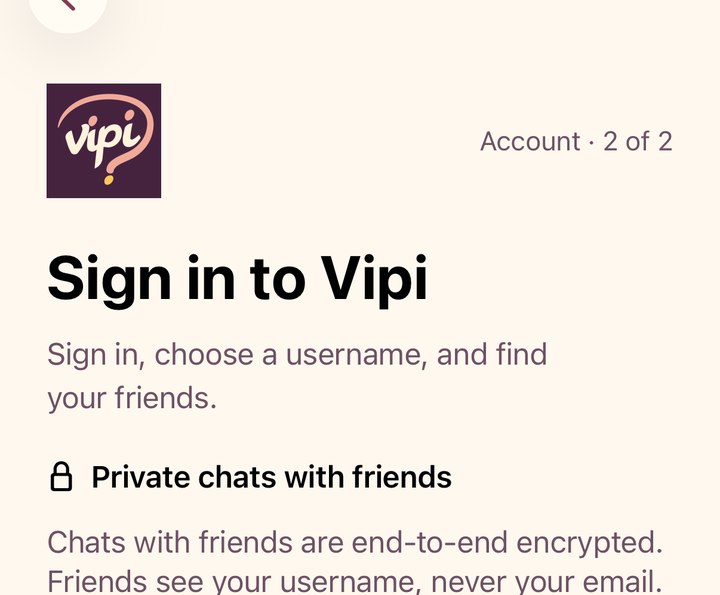 vipi
Account · 2 of 2
Sign in to Vipi
Sign in, choose a username, and find
your friends.
Private chats with friends
Chats with friends are end-to-end encrypted.
Friends see your username, never your email.